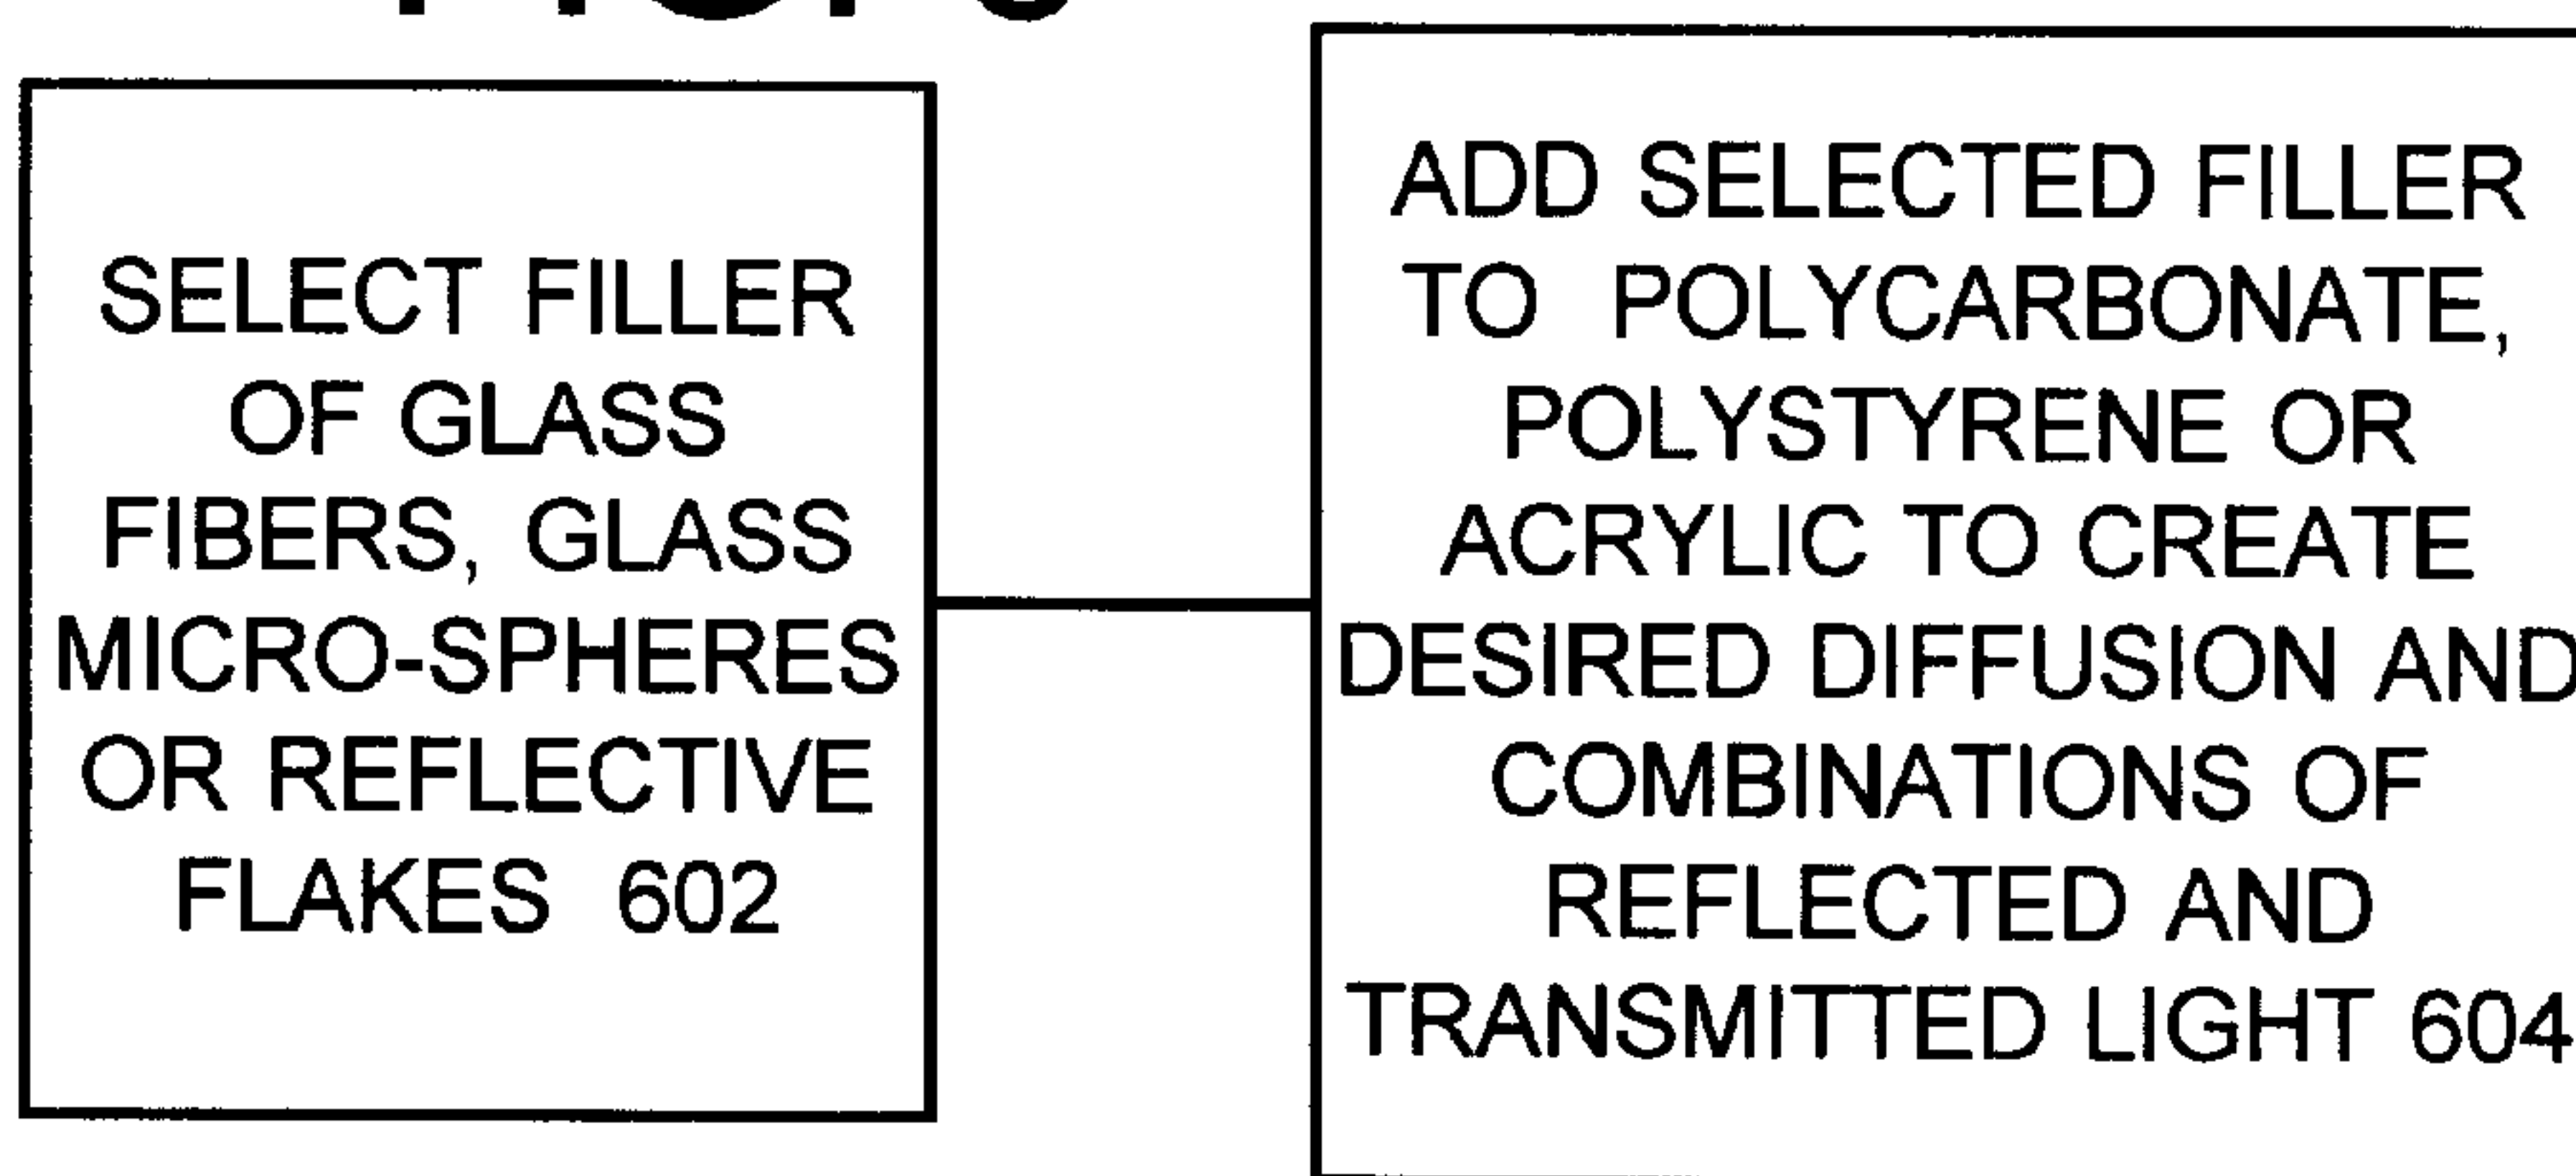 SELECT FILLER
OF GLASS
FIBERS, GLASS
MICRO-SPHERES
OR REFLECTIVE
FLAKES 602
ADD SELECTED FILLER
TO POLYCARBONATE,
POLYSTYRENE OR
ACRYLIC TO CREATE
DESIRED DIFFUSION AND
COMBINATIONS OF
REFLECTED AND
TRANSMITTED LIGHT 604